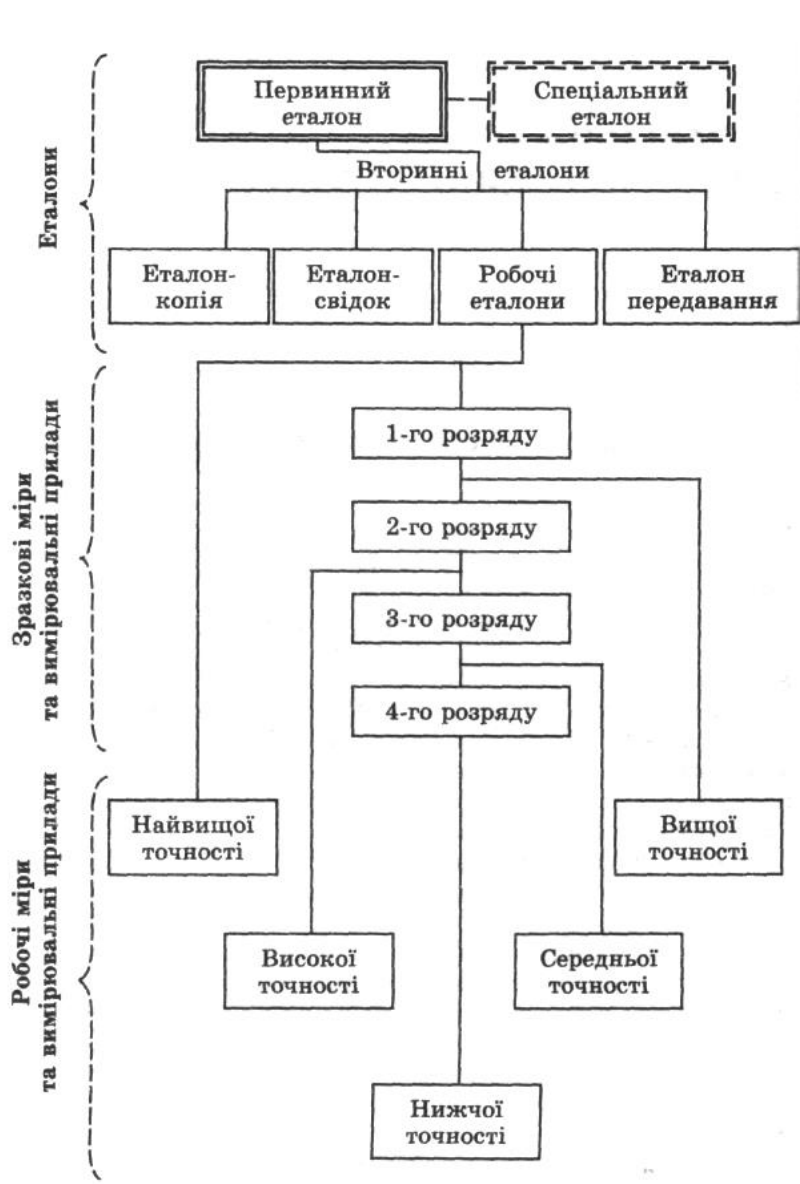 Первинний
еталон
Спеціальний
еталон
Вторинні еталони
Еталон-
копія
Еталон-
свідок
Робочі
еталони
Еталон
передавання
Еталони
1-го розряду
2-го розряду
3-го розряду
4-го розряду
Зразкові міри
та вимірювальні прилади
Найвищої
точності
Вищої
точності
Високої
точності
Середньої
точності
Нижчої
точності
Робочі міри
та вимірювальні прилади